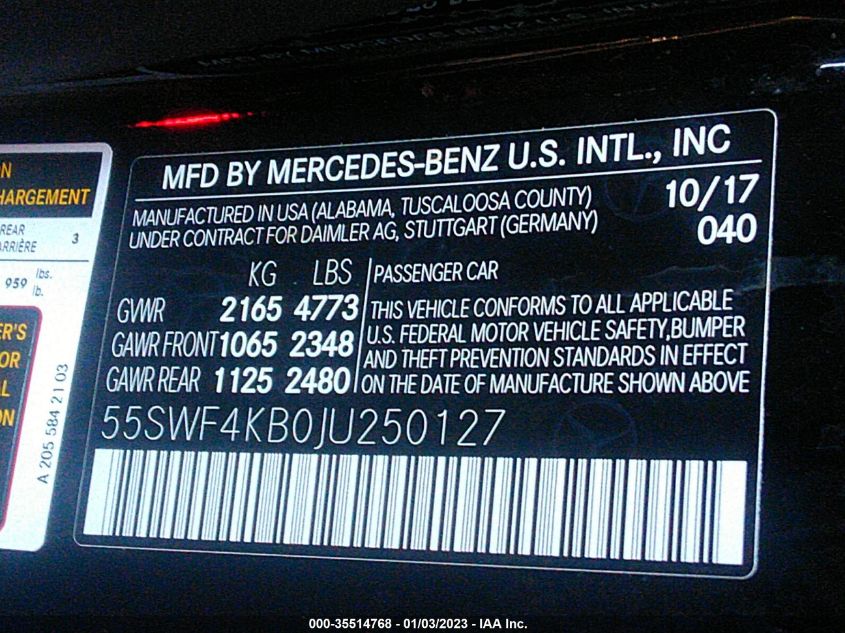 MFD BY MERCEDES-BENZ U.S. INTL., INC
MANUFACTURED IN USA (ALABAMA, TUSCALOOSA COUNTY) 10/17
UNDER CONTRACT FOR DAIMLER AG, STUTTGART (GERMANY) 040
KG LBS PASSENGER CAR
GVWR 2165 4773
GAWR FRONT 1065 2348
GAWR REAR 1125 2480
THIS VEHICLE CONFORMS TO ALL APPLICABLE
U.S. FEDERAL MOTOR VEHICLE SAFETY,BUMPER
AND THEFT PREVENTION STANDARDS IN EFFECT
ON THE DATE OF MANUFACTURE SHOWN ABOVE
55SWF4KB0JU250127
HARGEMENT
REAR
ARRIÈRE 3
959 lbs.
lb.
ER'S
OR
A 205 584 21 03
000-35514768 - 01/03/2023 - IAA Inc.